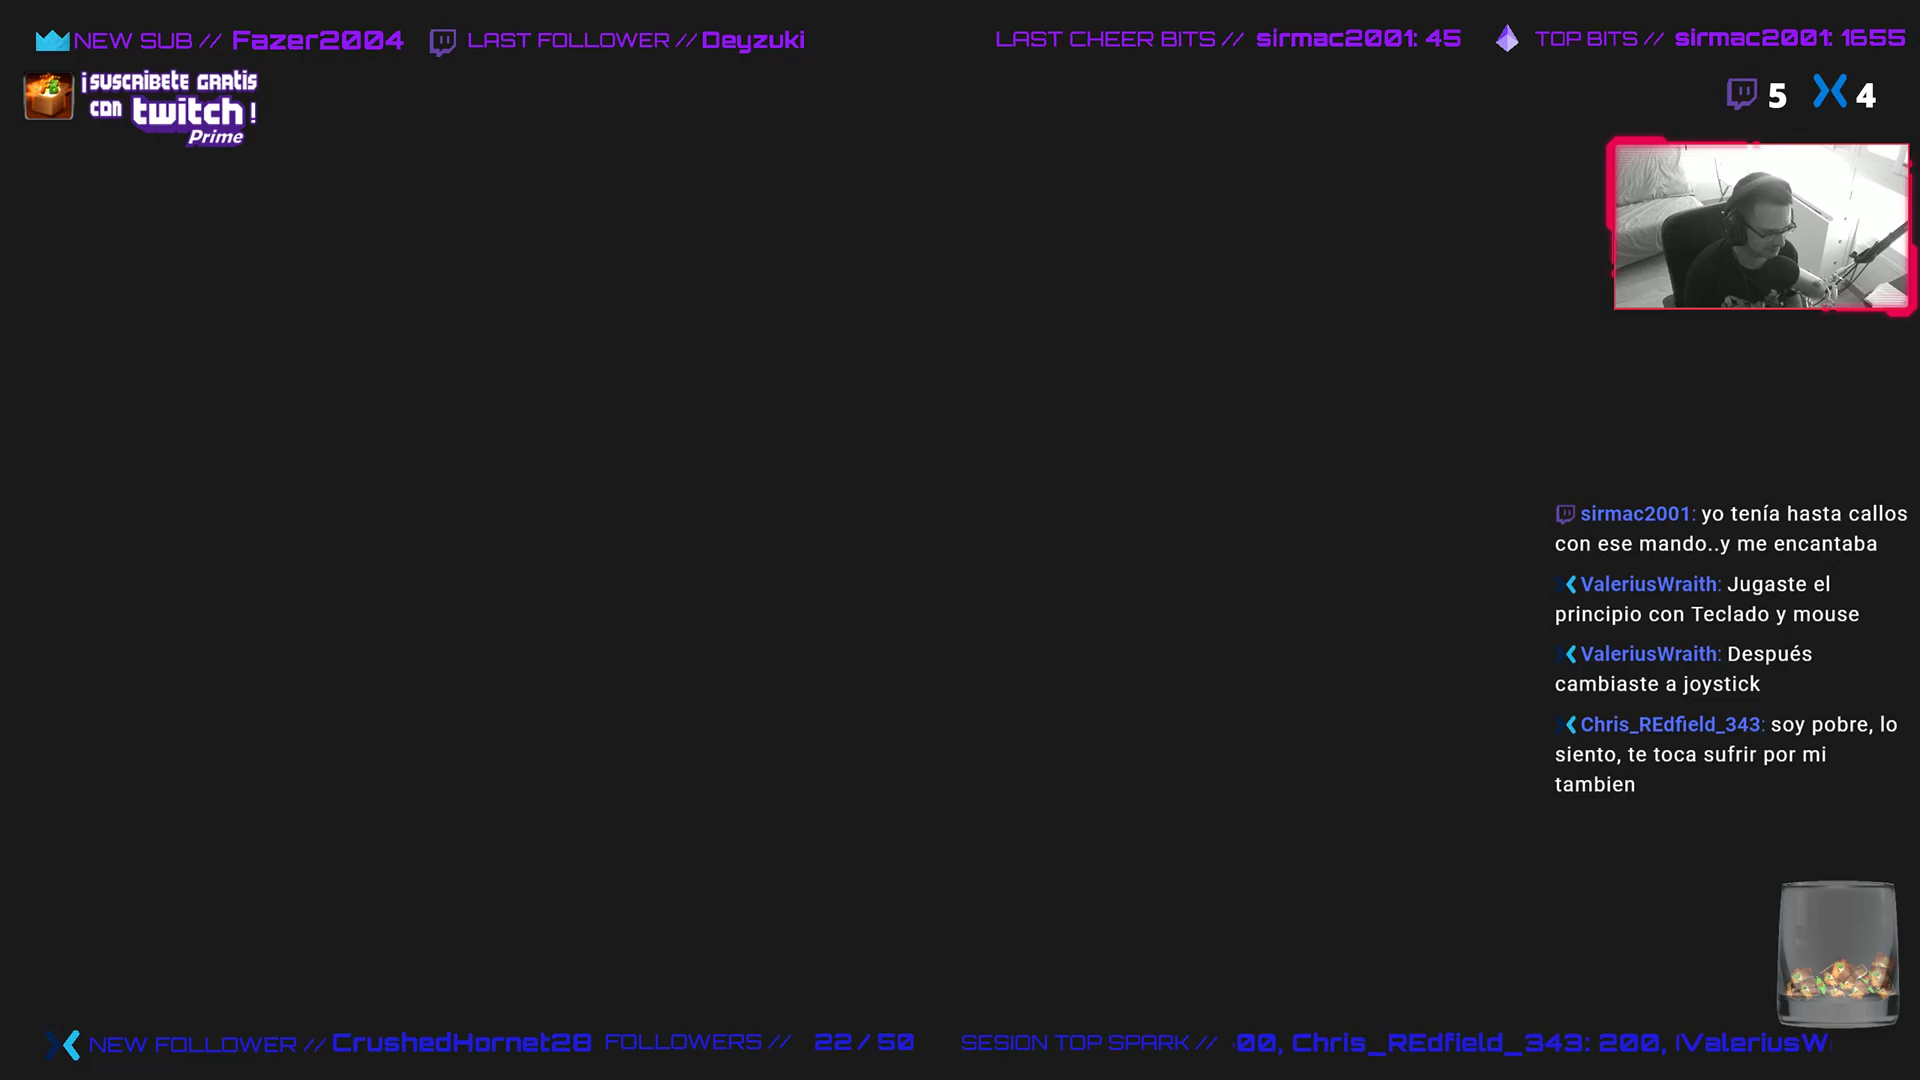 NEW SUB // Fazer2004
LAST FOLLOWER // Deyzuki
LAST CHEER BITS // sirmac2001: 45
TOP BITS // sirmac2001: 1655
¡SUSCRIBETE GRATIS
CON twitch !
Prime
5
4
sirmac2001: yo tenía hasta callos
con ese mando..y me encantaba
ValeriusWraith: Jugaste el
principio con Teclado y mouse
ValeriusWraith: Después
cambiaste a joystick
Chris_REdfield_343: soy pobre, lo
siento, te toca sufrir por mi
tambien
NEW FOLLOWER // CrushedHornet28
FOLLOWERS // 22 / 50
SESION TOP SPARK // 00, Chris_REdfield_343: 200, ValeriusW